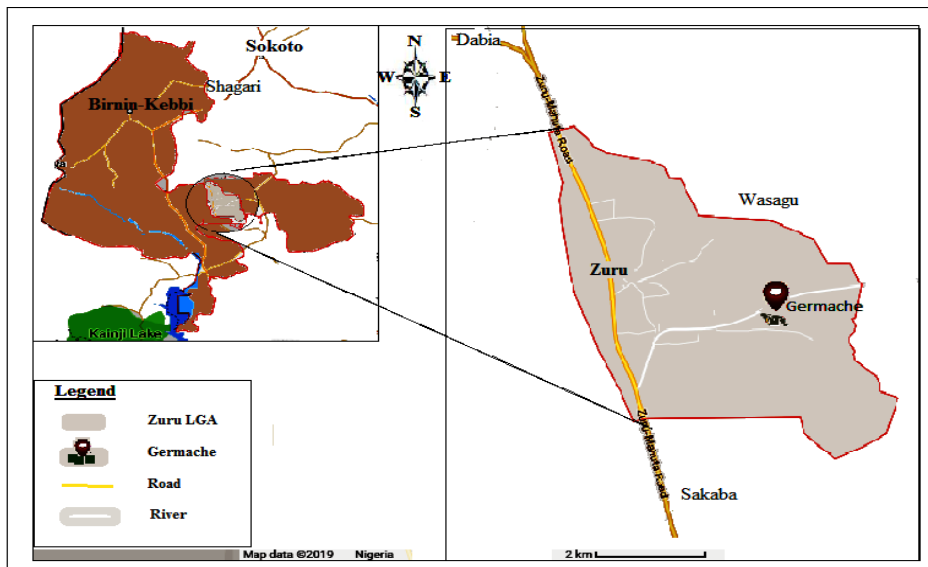 Sokoto
Shagari
Birnin-Kebbi
Kainji Lake
N
W E
S
Dabia
Zuru-Mahuta Road
Wasagu
Zuru
Germache
Zuru-Mahuta Road
Sakaba
Legend
Zuru LGA
Germache
Road
River
Map data ©2019 Nigeria
2 km